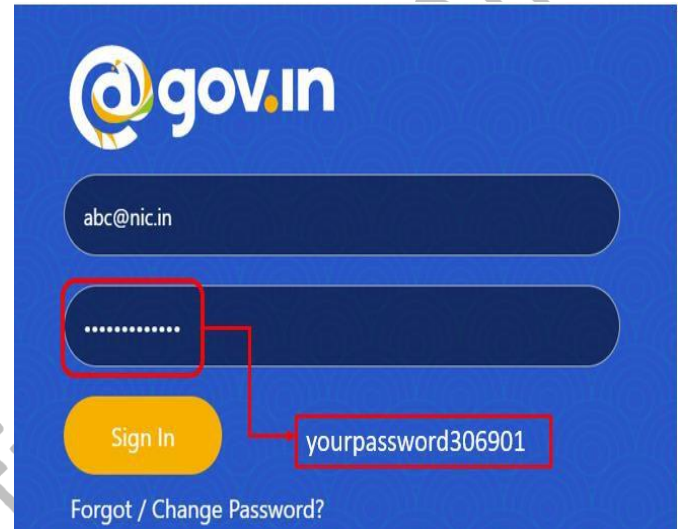 @gov.in
abc@nic.in
•••••••••••••
Sign In
yourpassword306901
Forgot / Change Password?